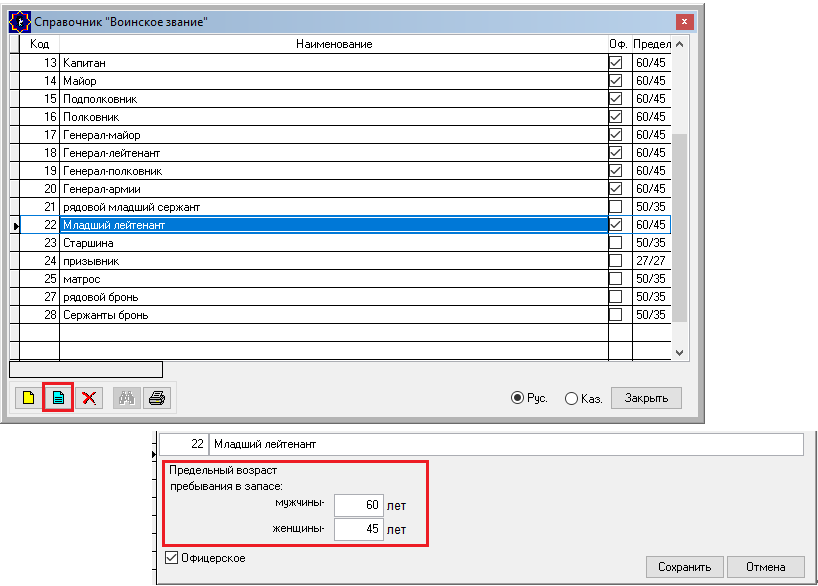 Справочник "Воинское звание"
Код Наименование Оф. Предел
13 Капитан 60/45
14 Майор 60/45
15 Подполковник 60/45
16 Полковник 60/45
17 Генерал-майор 60/45
18 Генерал-лейтенант 60/45
19 Генерал-полковник 60/45
20 Генерал-армии 60/45
21 рядовой младший сержант 50/35
22 Младший лейтенант 60/45
23 Старшина 50/35
24 призывник 27/27
25 матрос 50/35
27 рядовой бронь 50/35
28 Сержанты бронь 50/35
Рус. Каз. Закрыть
22 Младший лейтенант
Предельный возраст
пребывания в запасе:
мужчины- 60 лет
женщины- 45 лет
Офицерское
Сохранить Отмена